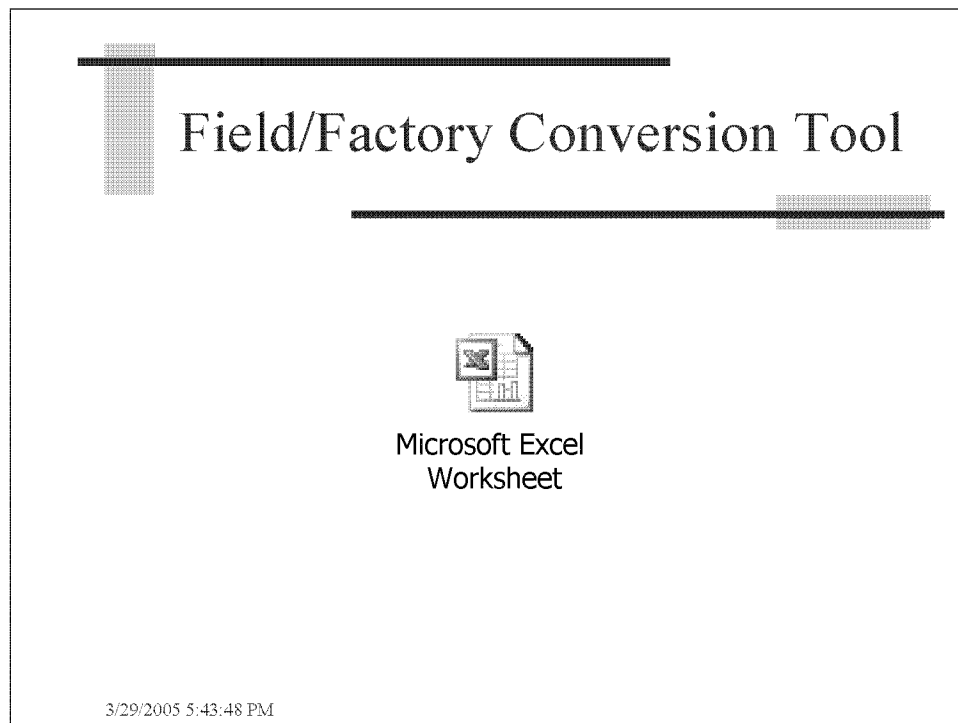 Field/Factory Conversion Tool
Microsoft Excel
Worksheet
3/29/2005 5:43:48 PM